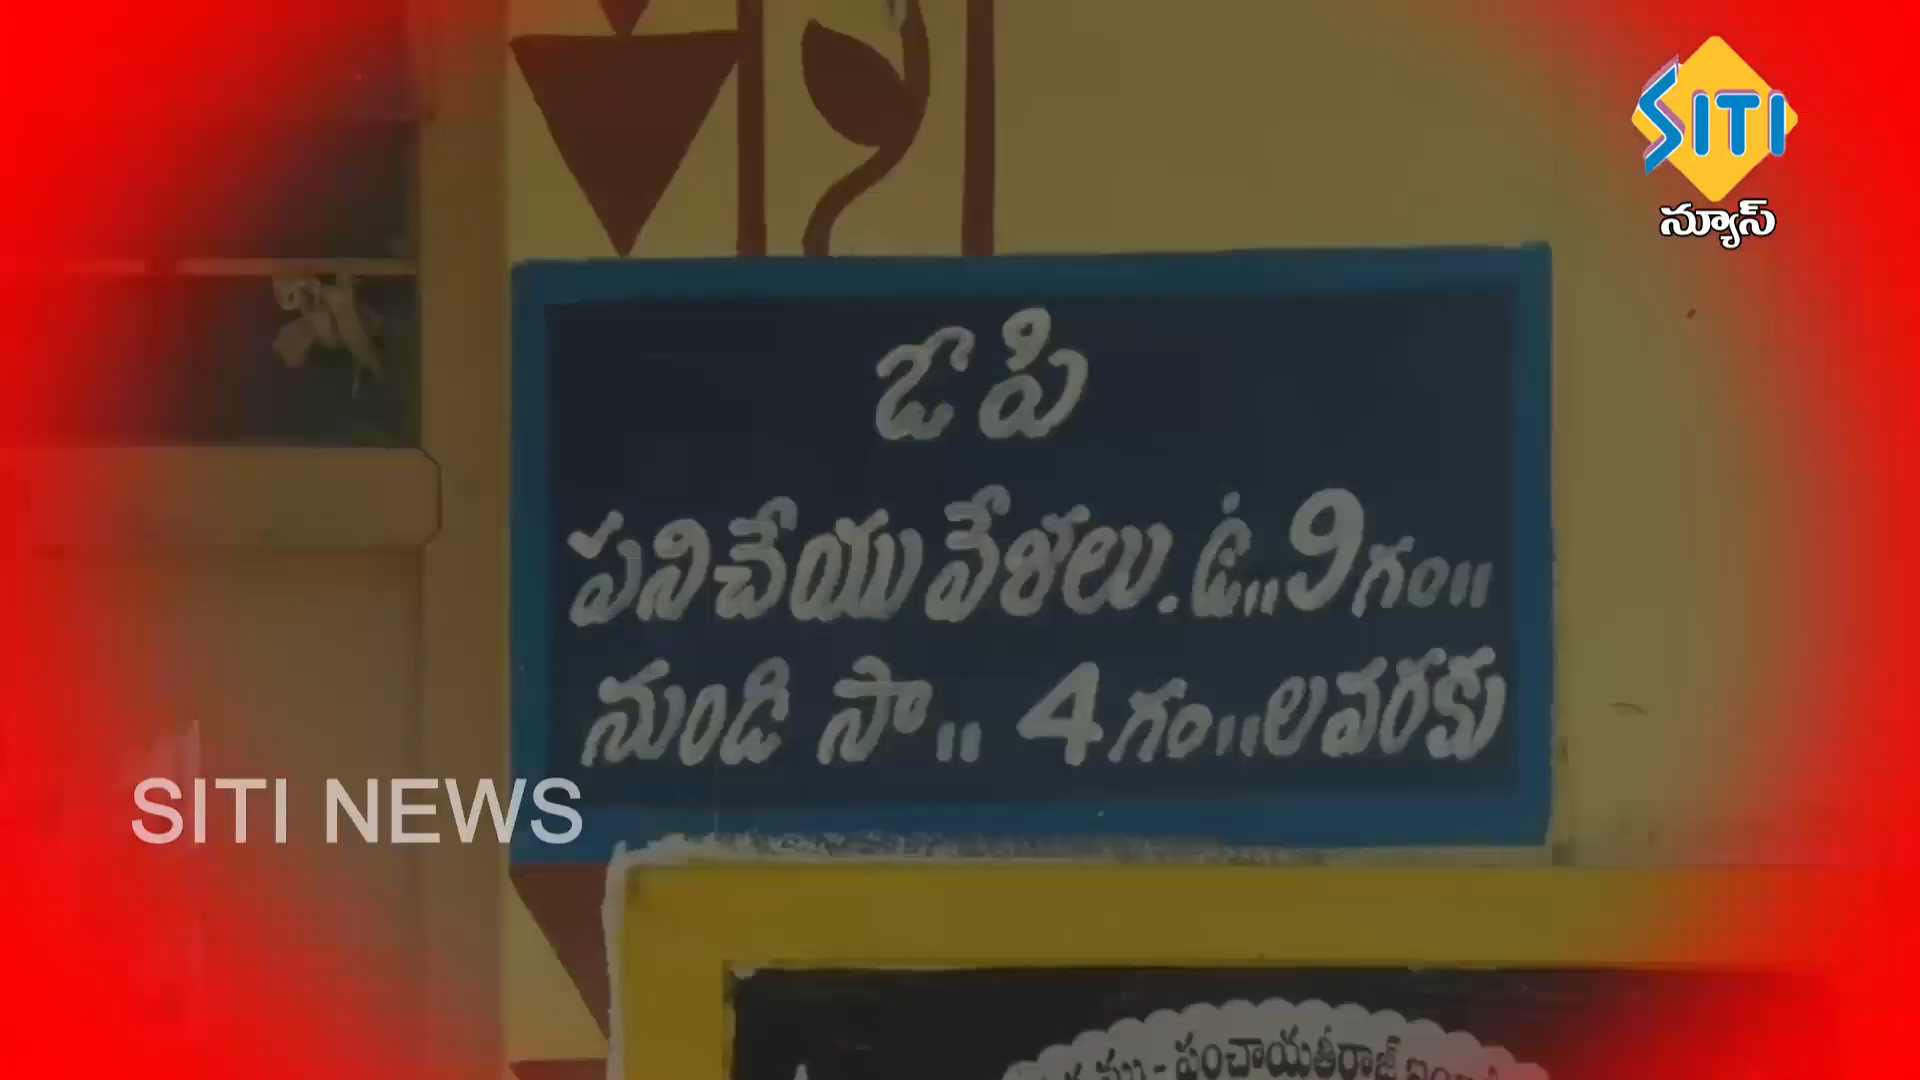 SITI
న్యూస్
ఓ పి
పనిచేయు వేళలు. ఉ॥ 9 గం॥
నుండి సా॥ 4 గం॥ల వరకు
SITI NEWS
- పంచాయతీరాజ్